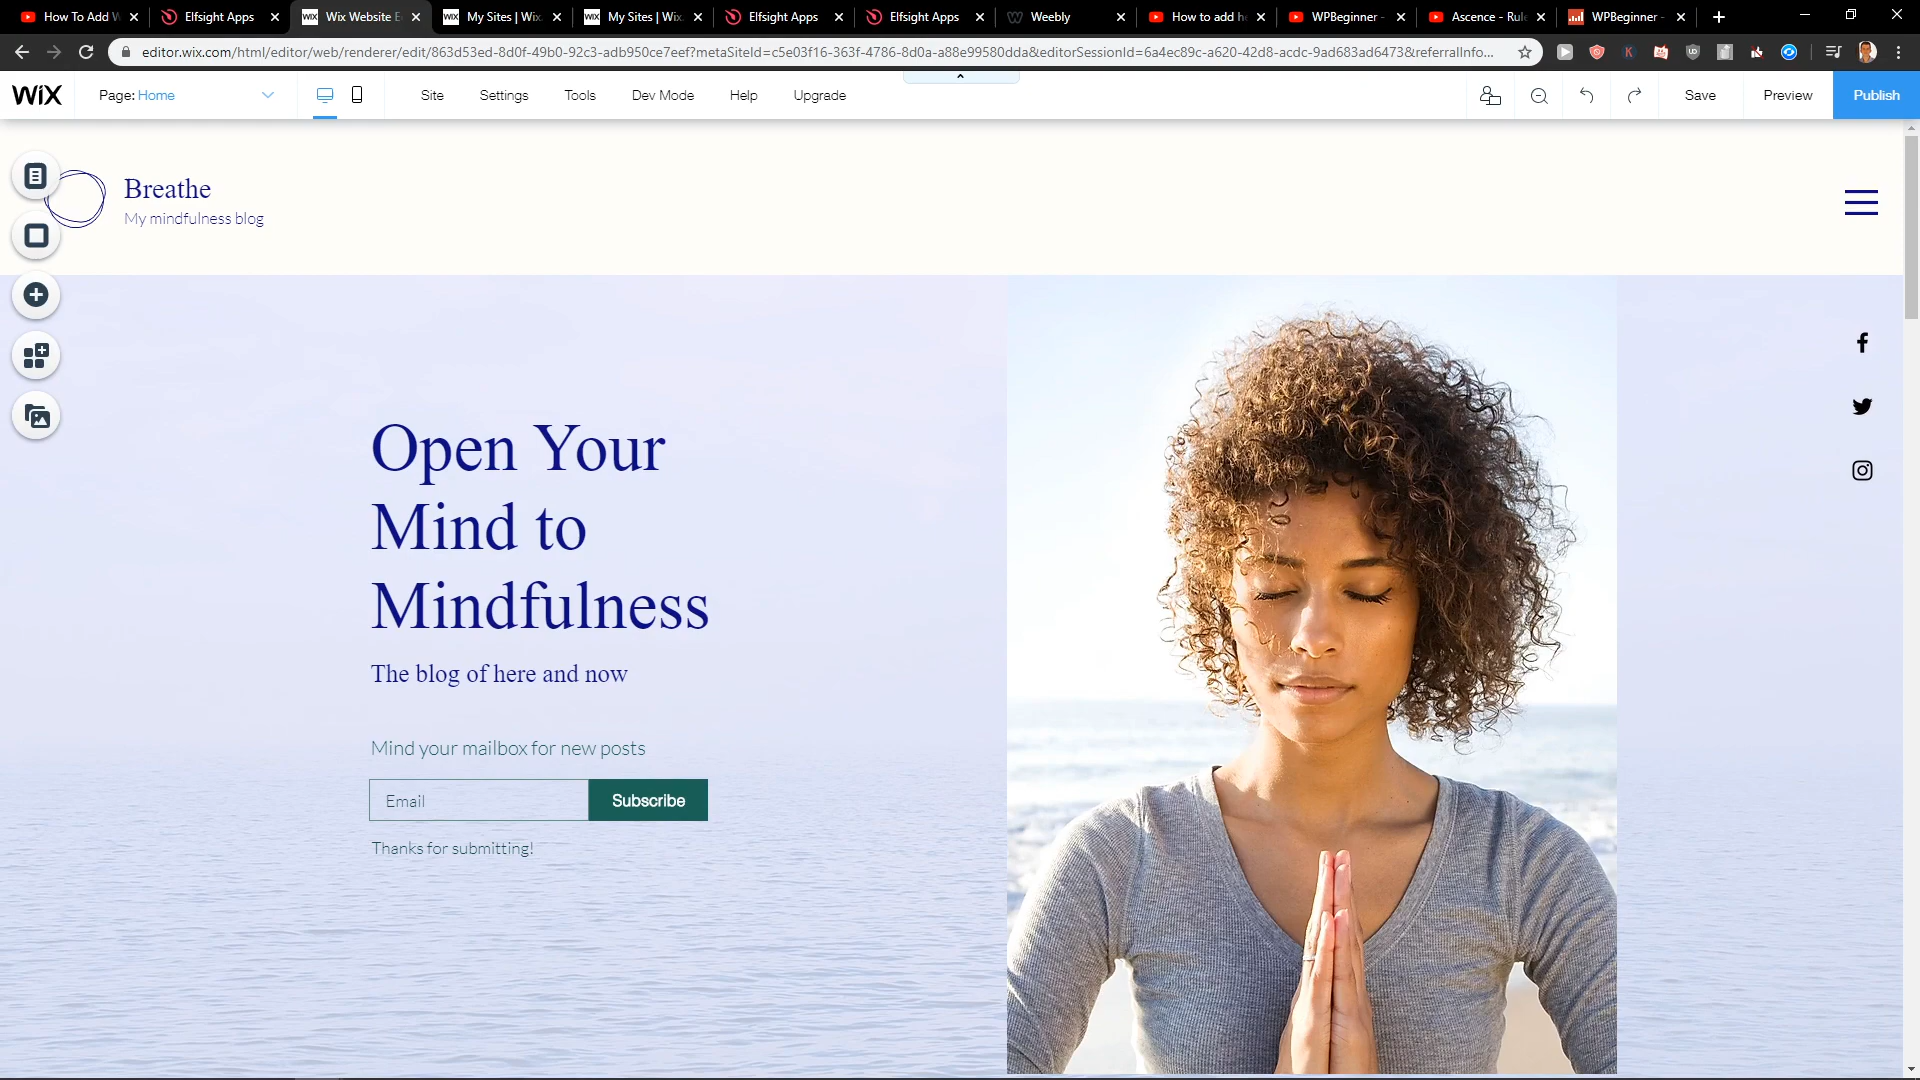 How To Add W
Elfsight Apps
Wix Website E
My Sites | Wix.
My Sites | Wix.
Elfsight Apps
Elfsight Apps
Weebly
How to add h
WPBeginner -
Ascence - Rul
WPBeginner -
editor.wix.com/html/editor/web/renderer/edit/863d53ed-8d0f-49b0-92c3-adb950ce7eef?metaSiteId=c5e03f16-363f-4786-8d0a-a88e99580dda&editorSessionId=6a4ec89c-a620-42d8-acdc-9ad683ad6473&referralInfo...
WIX
Page: Home
Site
Settings
Tools
Dev Mode
Help
Upgrade
Save
Preview
Publish
Breathe
My mindfulness blog
Open Your
Mind to
Mindfulness
The blog of here and now
Mind your mailbox for new posts
Email
Subscribe
Thanks for submitting!